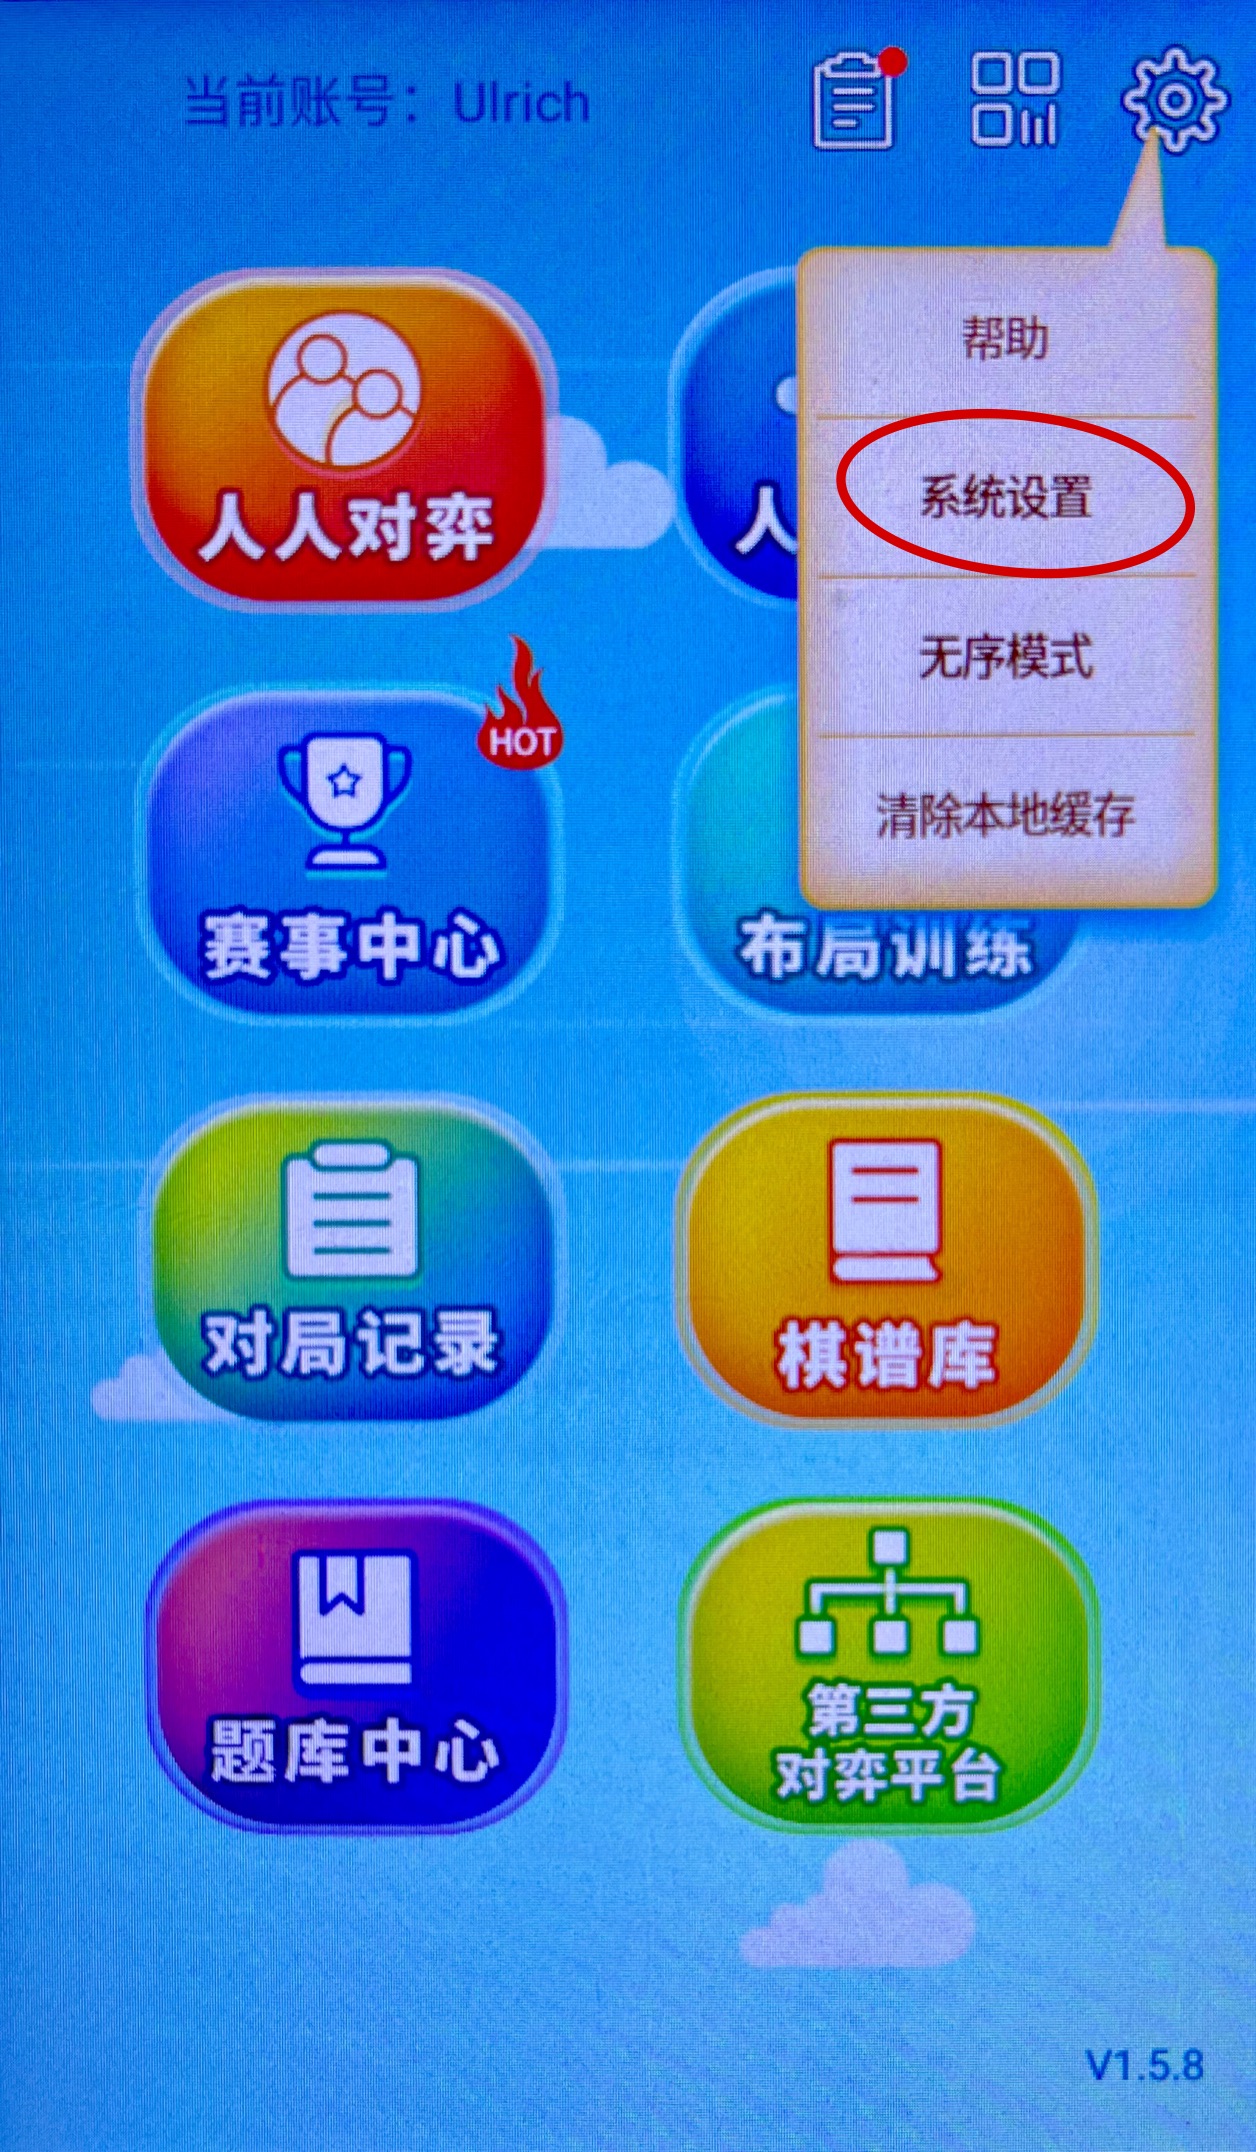 当前账号：Ulrich
帮助
系统设置
无序模式
清除本地缓存
人人对弈
人
HOT
赛事中心
布局训练
对局记录
棋谱库
题库中心
第三方
对弈平台
V1.5.8